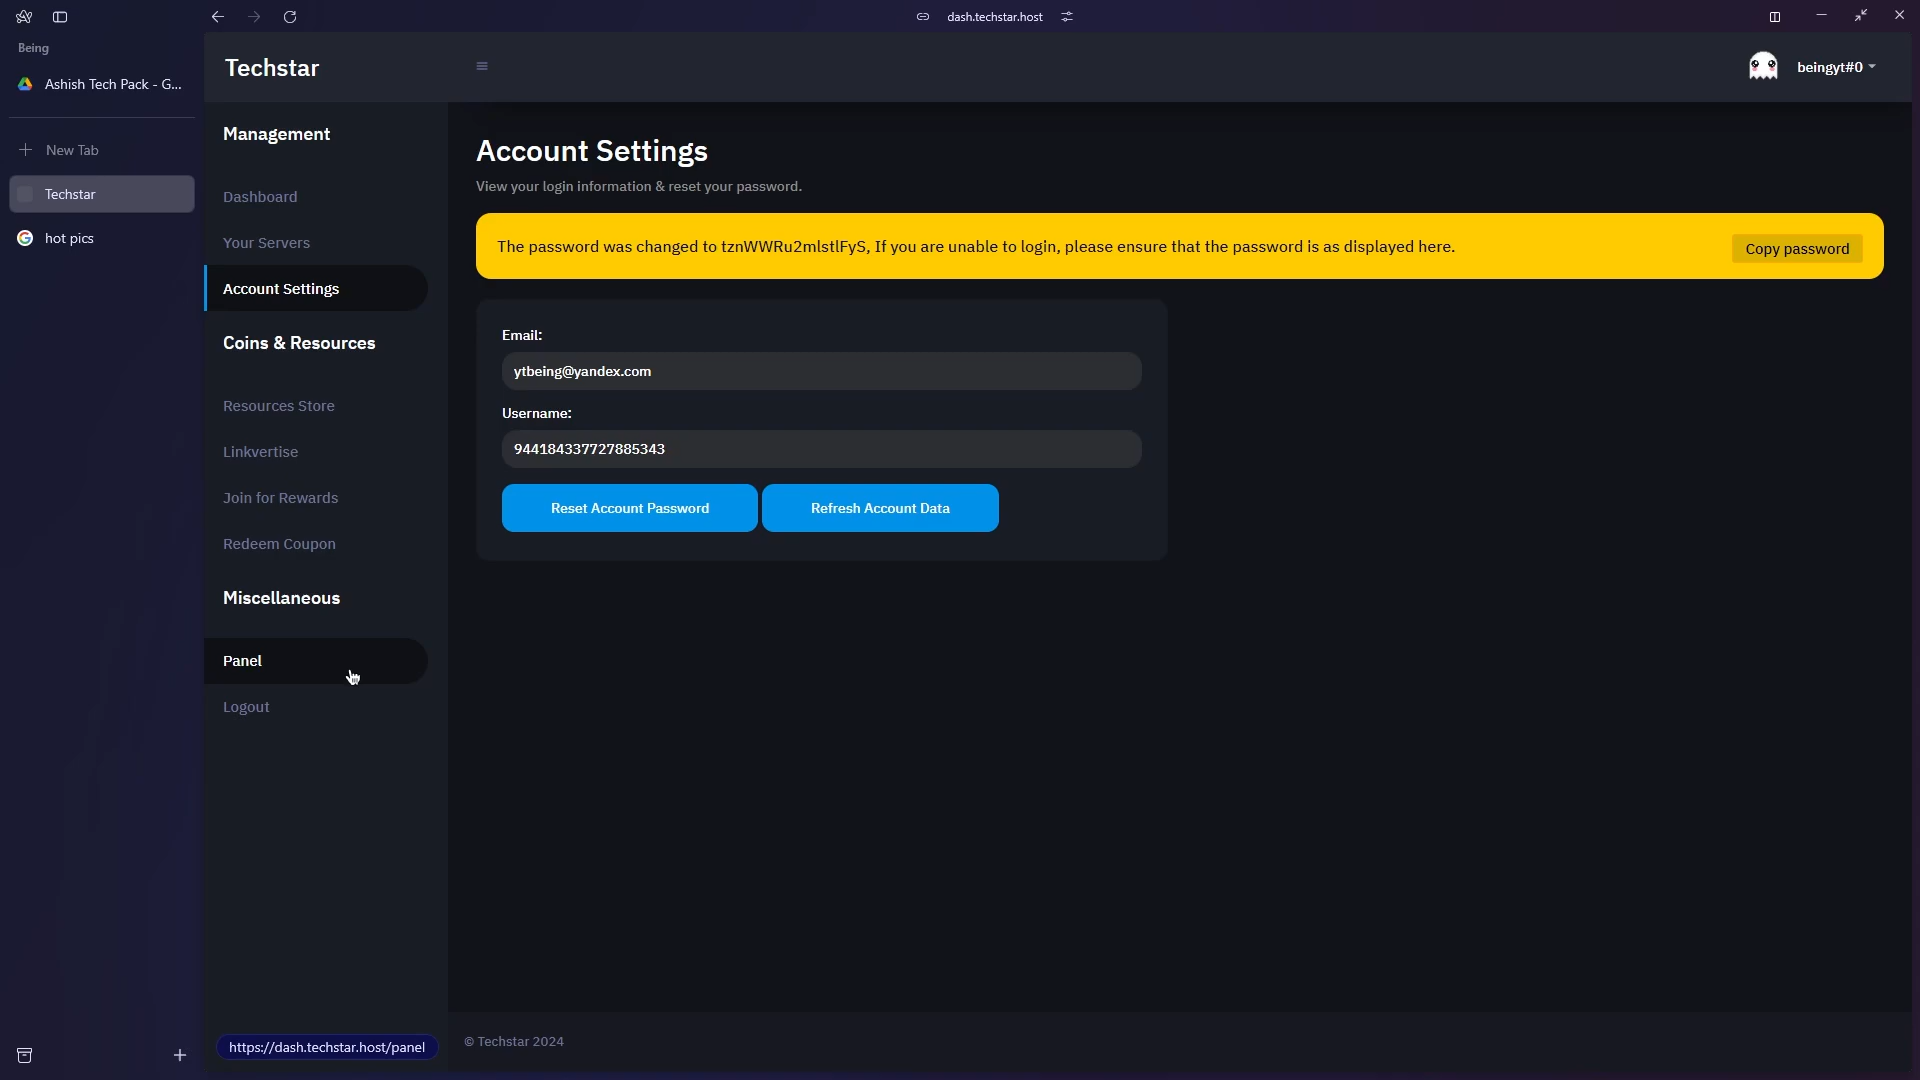 dash.techstar.host
Being
Ashish Tech Pack - G...
New Tab
Techstar
hot pics
Techstar
beingyt#0
Management
Dashboard
Your Servers
Account Settings
Coins & Resources
Resources Store
Linkvertise
Join for Rewards
Redeem Coupon
Miscellaneous
Panel
Logout
https://dash.techstar.host/panel
Account Settings
View your login information & reset your password.
The password was changed to tznWWRu2mlstlFyS, If you are unable to login, please ensure that the password is as displayed here.
Copy password
Email:
ytbeing@yandex.com
Username:
944184337727885343
Reset Account Password
Refresh Account Data
© Techstar 2024